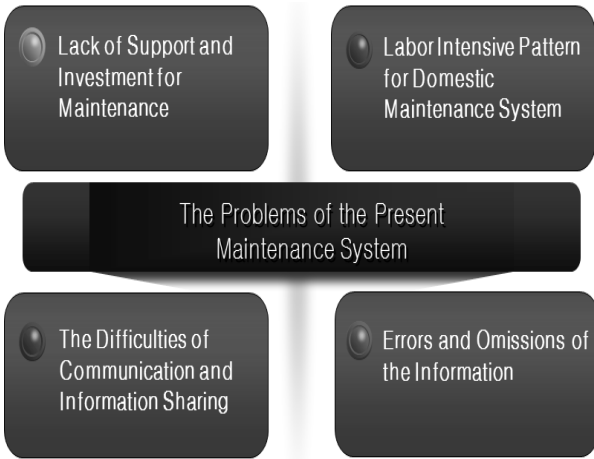 Lack of Support and
Investment for
Maintenance
Labor Intensive Pattern
for Domestic
Maintenance System
The Problems of the Present
Maintenance System
The Difficulties of
Communication and
Information Sharing
Errors and Omissions of
the Information